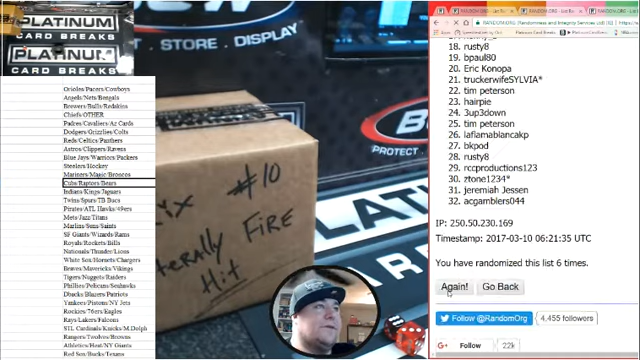 PLATINUM
CARD BREAKS
PLATINUM
CARD BREAKS
Orioles/Pacers/Cowboys
Angels/Nets/Bengals
Brewers/Bulls/Redskins
Chiefs/OTHER
Padres/Cavaliers/Az Cards
Dodgers/Grizzlies/Colts
Reds/Celtics/Panthers
Astros/Clippers/Ravens
Blue Jays/Warriors/Packers
Steelers/Hockey
Mariners/Magic/Broncos
Cubs/Raptors/Bears
Indians/Kings/Jaguars
Twins/Spurs/TB Bucs
Pirates/ATL Hawks/49ers
Mets/Jazz/Titans
Marlins/Suns/Saints
SF Giants/Wizards/Rams
Royals/Rockets/Bills
Nationals/Thunder/Lions
White Sox/Hornets/Chargers
Braves/Mavericks/Vikings
Tigers/Nuggets/Raiders
Phillies/Pelicans/Seahawks
Dbacks/Blazers/Patriots
Yankees/Pistons/NY Jets
Rockies/76ers/Eagles
Rays/Lakers/Falcons
STL Cardinals/Knicks/M.Dolph
Rangers/Twolves/Browns
Athletics/Heat/NY Giants
Red Sox/Bucks/Texans
. STORE . DISPLAY
PROTECT .
PLATINUM
#10
FIRE
Hit
18. rusty8
19. bpaul80
20. Eric Konopa
21. truckerwifeSYLVIA*
22. tim peterson
23. hairpie
24. 3up3down
25. tim peterson
26. laflamablancakp
27. bkpod
28. rusty8
29. rccproductions123
30. ztone1234*
31. jeremiah Jessen
32. acgamblers044
IP: 250.50.230.169
Timestamp: 2017-03-10 06:21:35 UTC
You have randomized this list 6 times.
Again!
Go Back
Follow @RandomOrg
4,455 followers
G+ Follow
22k